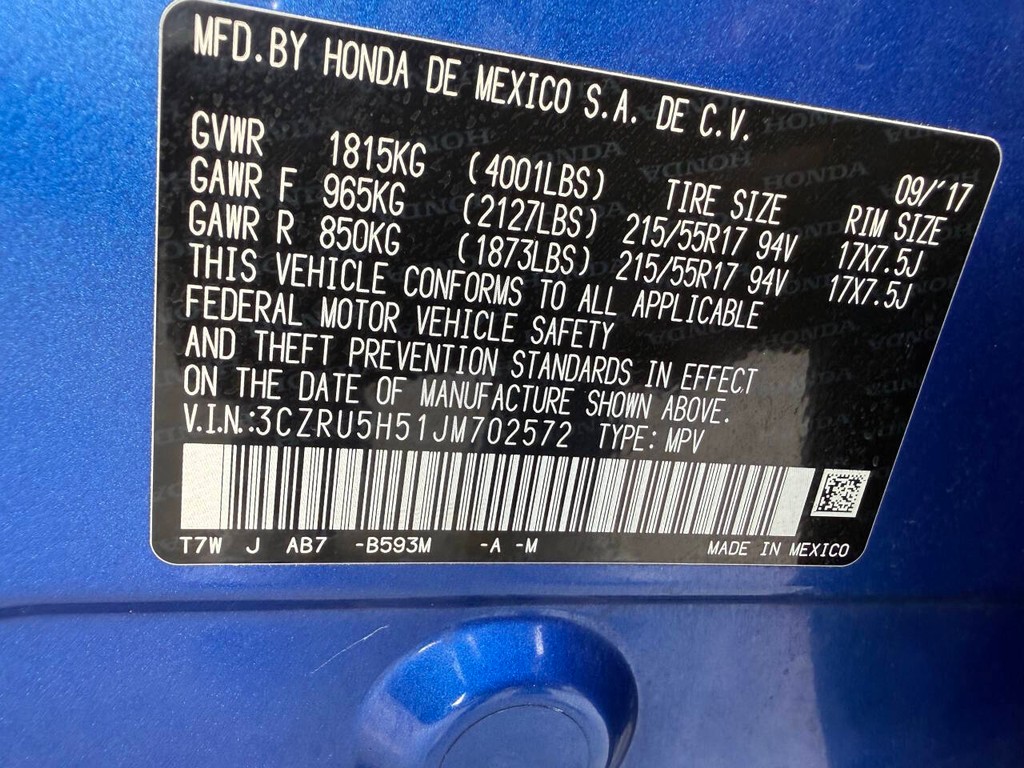 MFD.BY HONDA DE MEXICO S.A. DE C.V.
09/'17
GVWR 1815KG (4001LBS) TIRE SIZE RIM SIZE
GAWR F 965KG (2127LBS) 215/55R17 94V 17X7.5J
GAWR R 850KG (1873LBS) 215/55R17 94V 17X7.5J
THIS VEHICLE CONFORMS TO ALL APPLICABLE
FEDERAL MOTOR VEHICLE SAFETY
AND THEFT PREVENTION STANDARDS IN EFFECT
ON THE DATE OF MANUFACTURE SHOWN ABOVE.
V.I.N.:3CZRU5H51JM702572 TYPE: MPV
T7W J AB7 -B593M -A -M MADE IN MEXICO